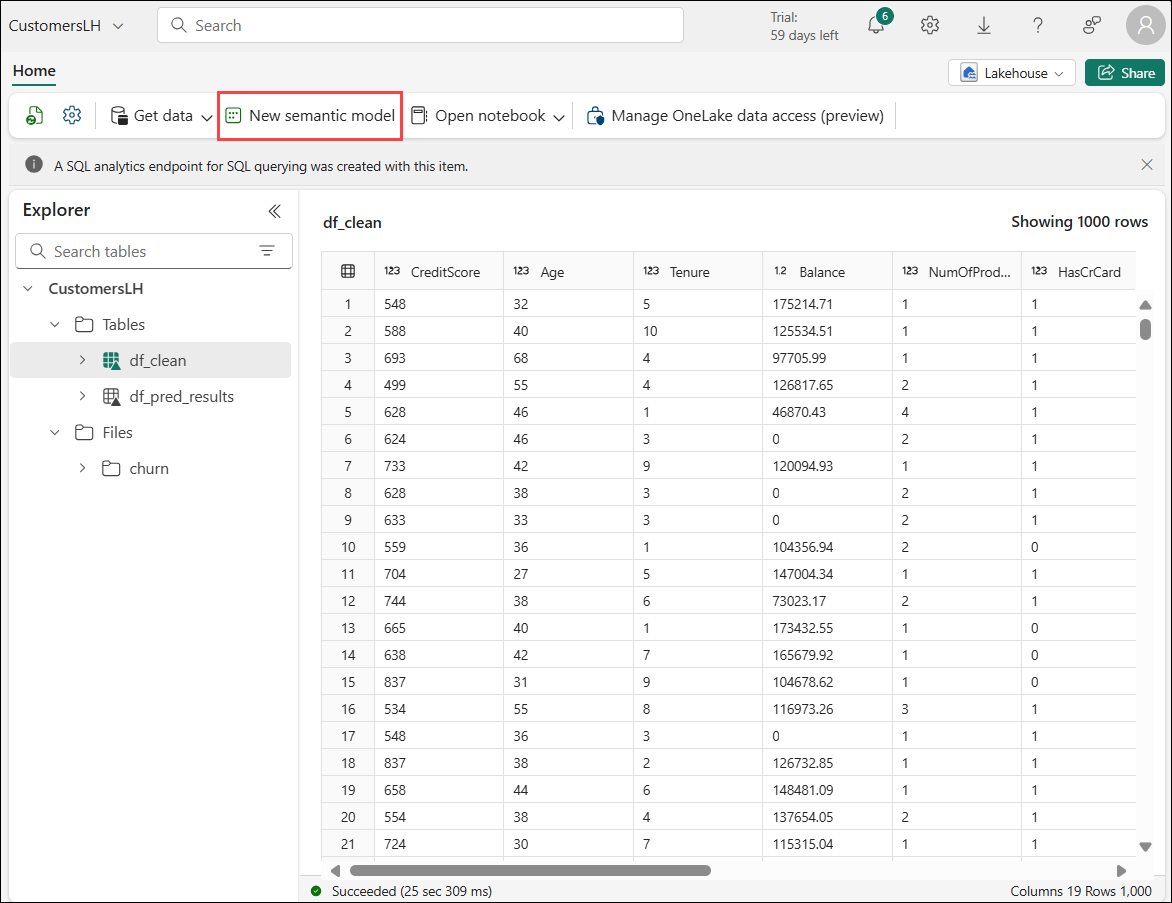 CustomersLH
Search
Trial:
59 days left
6
Home
Lakehouse
Share
Get data
New semantic model
Open notebook
Manage OneLake data access (preview)
A SQL analytics endpoint for SQL querying was created with this item.
Explorer
Search tables
CustomersLH
Tables
df_clean
df_pred_results
Files
churn
df_clean
Showing 1000 rows
123 CreditScore 123 Age 123 Tenure 1.2 Balance 123 NumOfProd... 123 HasCrCard
1 548 32 5 175214.71 1 1
2 588 40 10 125534.51 1 1
3 693 68 4 97705.99 1 1
4 499 55 4 126817.65 2 1
5 628 46 1 46870.43 4 1
6 624 46 3 0 2 1
7 733 42 9 120094.93 1 1
8 628 38 3 0 2 1
9 633 33 3 0 2 1
10 559 36 1 104356.94 2 0
11 704 27 5 147004.34 1 1
12 744 38 6 73023.17 2 1
13 665 40 1 173432.55 1 0
14 638 42 7 165679.92 1 0
15 837 31 9 104678.62 1 0
16 534 55 8 116973.26 3 1
17 548 36 3 0 1 1
18 837 38 2 126732.85 1 1
19 658 44 6 148481.09 1 1
20 554 38 4 137654.05 2 1
21 724 30 7 115315.04 1 1
Succeeded (25 sec 309 ms)
Columns 19 Rows 1,000